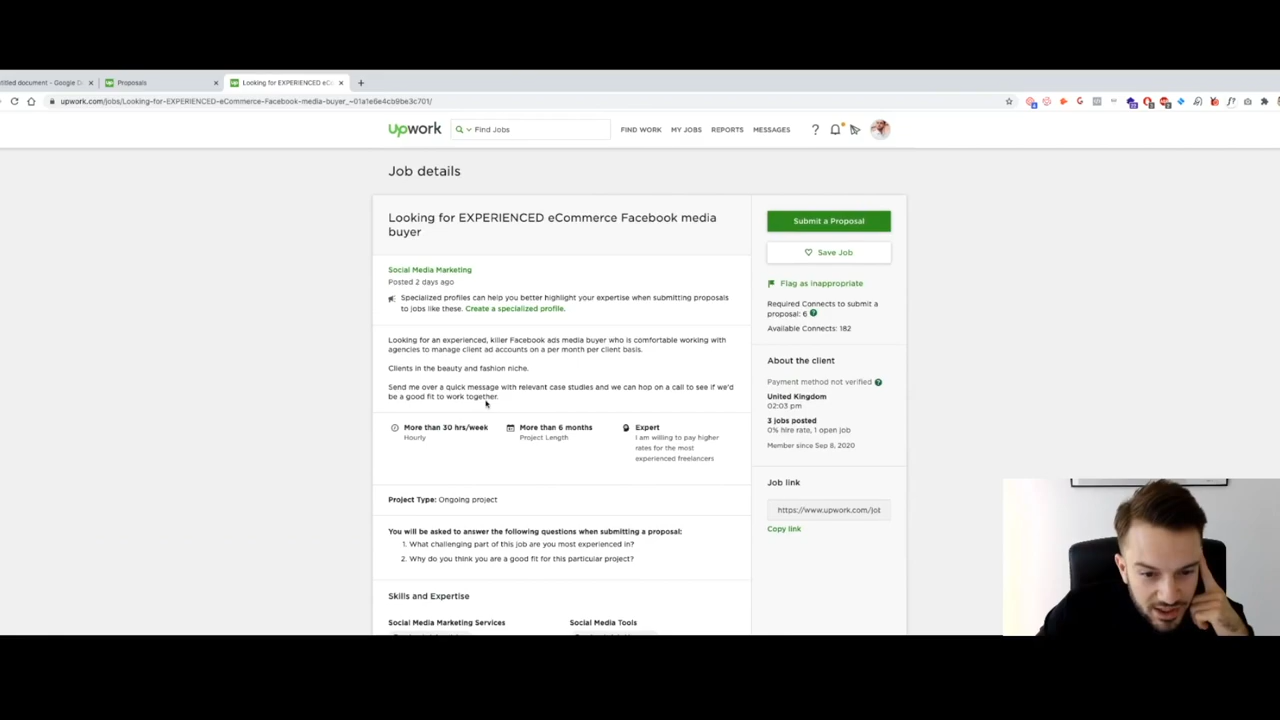 titled document - Google D
Proposals
Looking for EXPERIENCED eC
upwork.com/jobs/Looking-for-EXPERIENCED-eCommerce-Facebook-media-buyer_~01a1e6e4cb9be3c701/
upwork
Find Jobs
FIND WORK
MY JOBS
REPORTS
MESSAGES
?
Job details
Looking for EXPERIENCED eCommerce Facebook media
buyer
Social Media Marketing
Posted 2 days ago
Specialized profiles can help you better highlight your expertise when submitting proposals
to jobs like these. Create a specialized profile.
Looking for an experienced, killer Facebook ads media buyer who is comfortable working with
agencies to manage client ad accounts on a per month per client basis.
Clients in the beauty and fashion niche.
Send me over a quick message with relevant case studies and we can hop on a call to see if we'd
be a good fit to work together.
More than 30 hrs/week
Hourly
More than 6 months
Project Length
Expert
I am willing to pay higher
rates for the most
experienced freelancers
Project Type: Ongoing project
You will be asked to answer the following questions when submitting a proposal:
1. What challenging part of this job are you most experienced in?
2. Why do you think you are a good fit for this particular project?
Skills and Expertise
Social Media Marketing Services
Social Media Tools
Submit a Proposal
Save Job
Flag as inappropriate
Required Connects to submit a
proposal: 6
Available Connects: 182
About the client
Payment method not verified
United Kingdom
02:03 pm
3 jobs posted
0% hire rate, 1 open job
Member since Sep 8, 2020
Job link
https://www.upwork.com/jot
Copy link